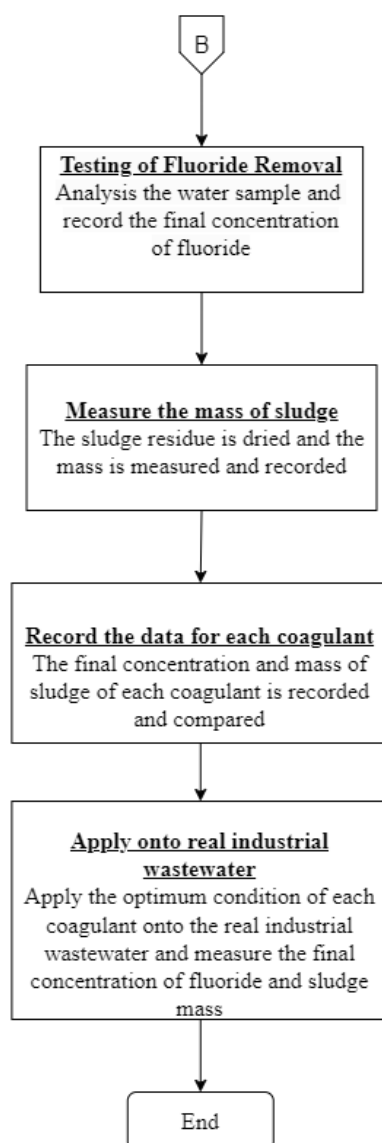 B
Testing of Fluoride Removal
Analysis the water sample and
record the final concentration
of fluoride
Measure the mass of sludge
The sludge residue is dried and the
mass is measured and recorded
Record the data for each coagulant
The final concentration and mass of
sludge of each coagulant is recorded
and compared
Apply onto real industrial
wastewater
Apply the optimum condition of each
coagulant onto the real industrial
wastewater and measure the final
concentration of fluoride and sludge
mass
End